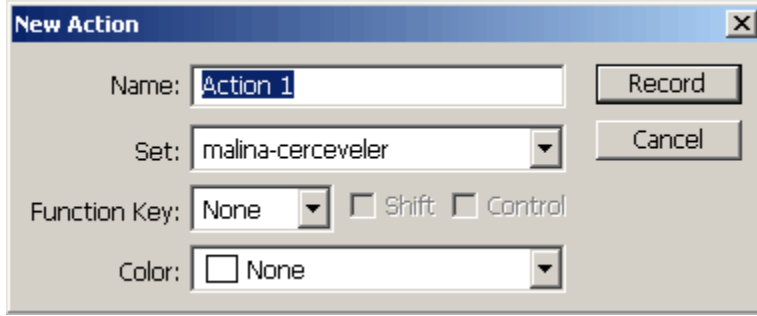 New Action
Name: Action 1 Record
Set: malina-cerceveler Cancel
Function Key: None Shift Control
Color: None